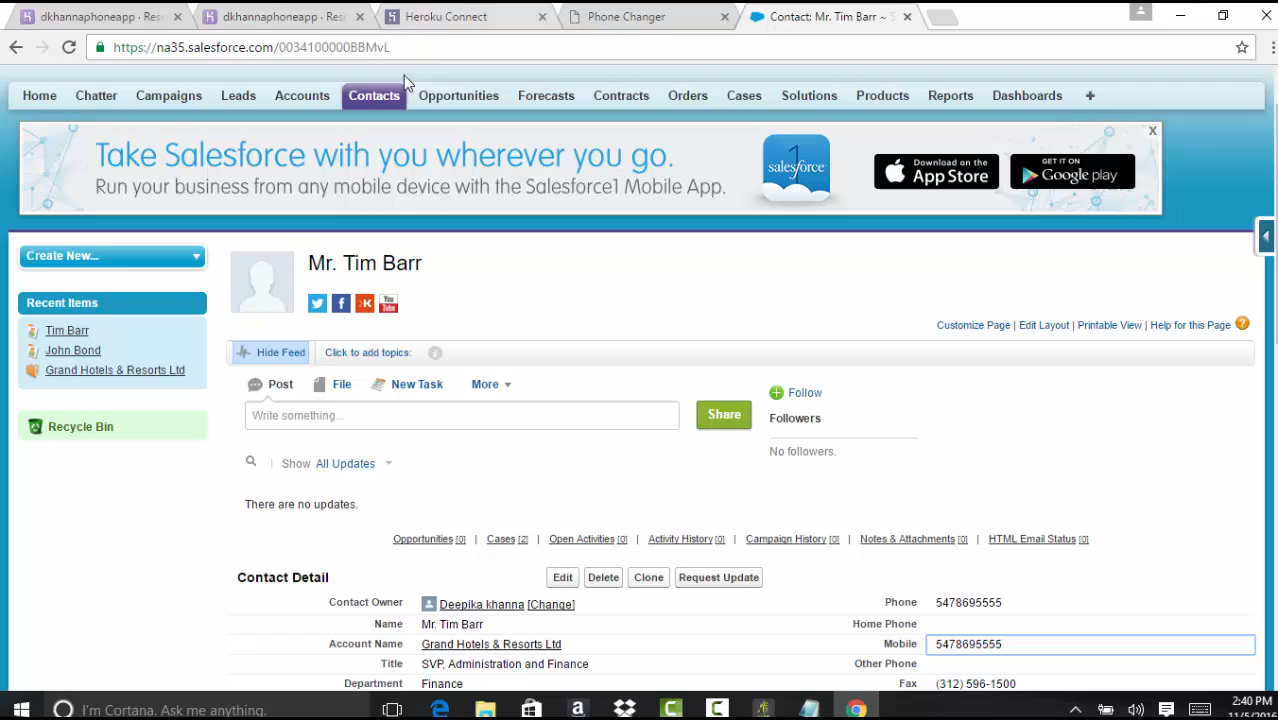 dkhannaphoneapp - Res
dkhannaphoneapp · Res
Heroku Connect
Phone Changer
Contact: Mr. Tim Barr ~
https://na35.salesforce.com/0034100000BBMvL
Home Chatter Campaigns Leads Accounts Contacts Opportunities Forecasts Contracts Orders Cases Solutions Products Reports Dashboards +
Take Salesforce with you wherever you go.
Run your business from any mobile device with the Salesforce1 Mobile App.
1
salesforce
Download on the
App Store
GET IT ON
Google play
X
Create New...
Recent Items
Tim Barr
John Bond
Grand Hotels & Resorts Ltd
Recycle Bin
Mr. Tim Barr
You
Tube
Customize Page | Edit Layout | Printable View | Help for this Page ?
Hide Feed Click to add topics:
Post File New Task More
Write something...
Share
Follow
Followers
No followers.
Show All Updates
There are no updates.
Opportunities [0] | Cases [2] | Open Activities [0] | Activity History [0] | Campaign History [0] | Notes & Attachments [0] | HTML Email Status [0]
Contact Detail
Edit Delete Clone Request Update
Contact Owner Deepika khanna [Change] Phone 5478695555
Name Mr. Tim Barr Home Phone
Account Name Grand Hotels & Resorts Ltd Mobile 5478695555
Title SVP, Administration and Finance Other Phone
Department Finance Fax (312) 596-1500
I'm Cortana. Ask me anything.
2:40 PM
11/5/2016